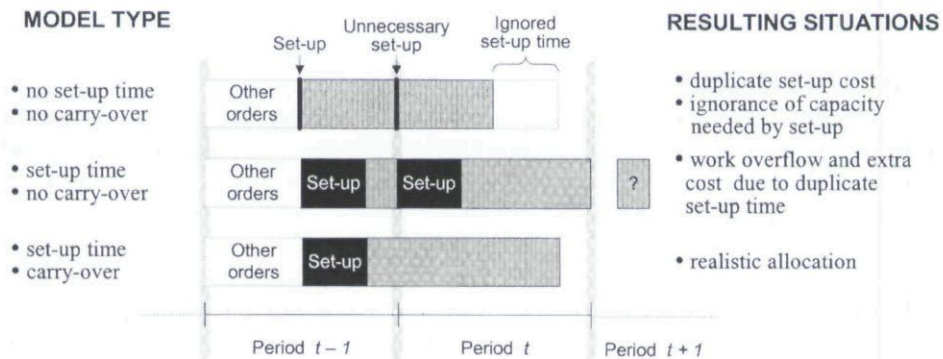 MODEL TYPE
Set-up
Unnecessary
set-up
Ignored
set-up time
RESULTING SITUATIONS
• no set-up time
• no carry-over
Other
orders
• duplicate set-up cost
• ignorance of capacity
needed by set-up
• set-up time
• no carry-over
Other
orders
Set-up
Set-up
?
• work overflow and extra
cost due to duplicate
set-up time
• set-up time
• carry-over
Other
orders
Set-up
• realistic allocation
Period t – 1
Period t
Period t + 1